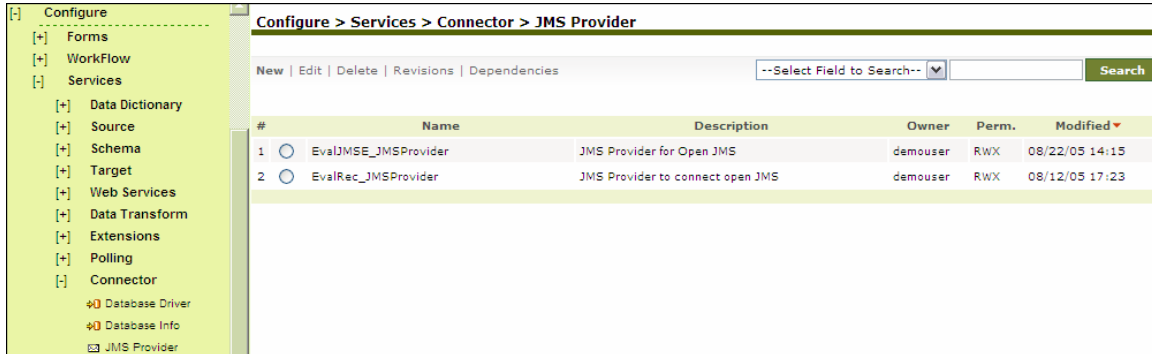 [-] Configure
[+] Forms
[+] WorkFlow
[-] Services
[+] Data Dictionary
[+] Source
[+] Schema
[+] Target
[+] Web Services
[+] Data Transform
[+] Extensions
[+] Polling
[-] Connector
Database Driver
Database Info
JMS Provider
Configure > Services > Connector > JMS Provider
New | Edit | Delete | Revisions | Dependencies --Select Field to Search-- Search
# Name Description Owner Perm. Modified
1 EvalJMSE_JMSProvider JMS Provider for Open JMS demouser RWX 08/22/05 14:15
2 EvalRec_JMSProvider JMS Provider to connect open JMS demouser RWX 08/12/05 17:23